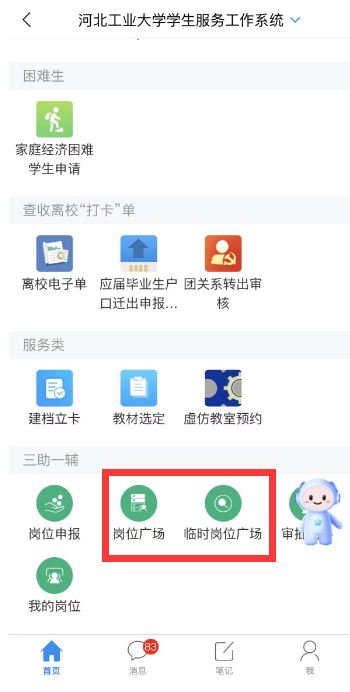 河北工业大学学生服务工作系统
困难生
家庭经济困难
学生申请
查收离校“打卡”单
离校电子单
应届毕业生户
口迁出申报...
团关系转出审
核
服务类
建档立卡
教材选定
虚仿教室预约
三助一辅
岗位申报
岗位广场
临时岗位广场
审批
我的岗位
83
首页
消息
笔记
我